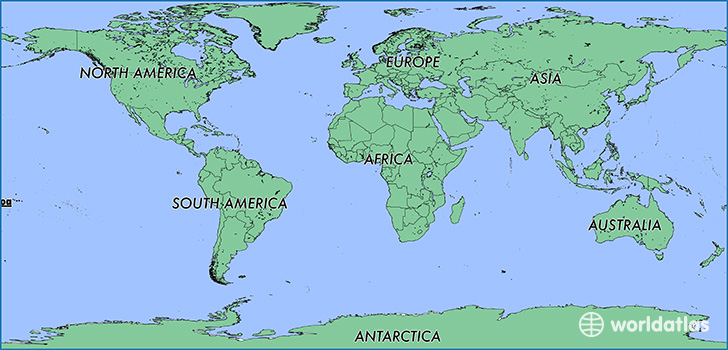 NORTH AMERICA
EUROPE
ASIA
AFRICA
SOUTH AMERICA
AUSTRALIA
ANTARCTICA
worldatlas